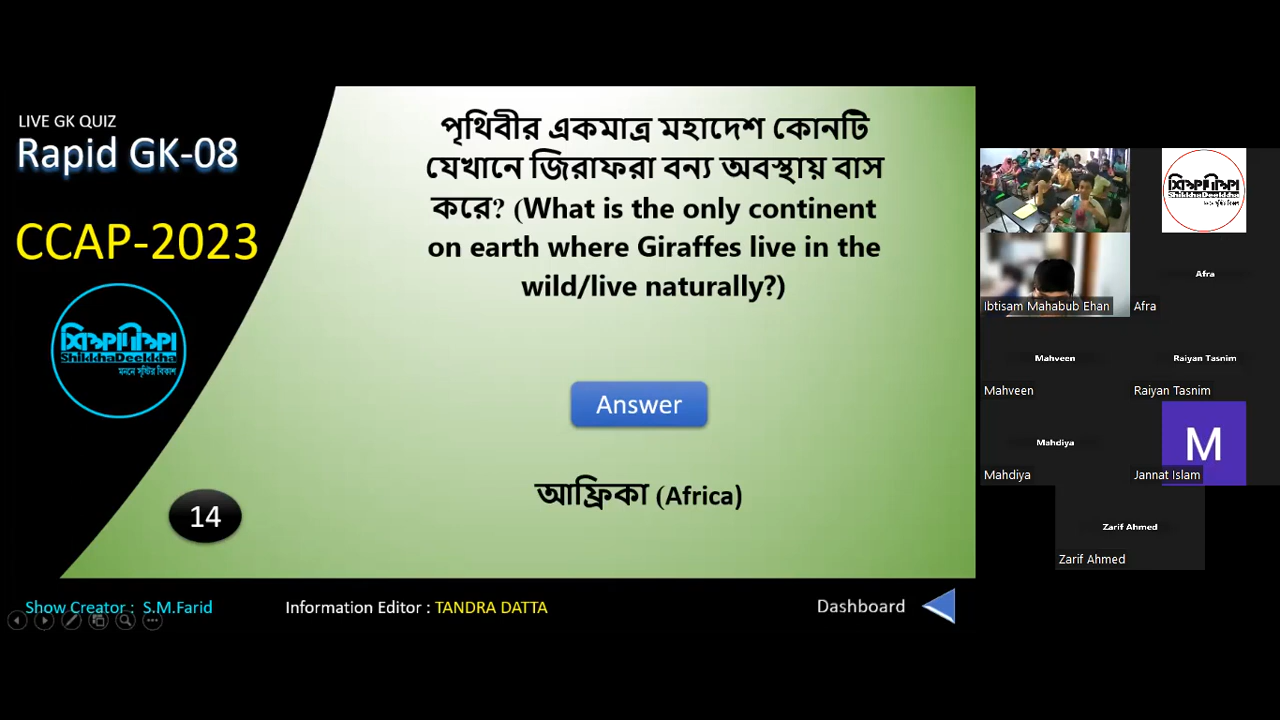 LIVE GK QUIZ
Rapid GK-08
CCAP-2023
শিক্ষাদীক্ষা
ShikkhaDeekkha
মননে সৃষ্টির বিকাশ
14
পৃথিবীর একমাত্র মহাদেশ কোনটি
যেখানে জিরাফরা বন্য অবস্থায় বাস
করে? (What is the only continent
on earth where Giraffes live in the
wild/live naturally?)
Answer
আফ্রিকা (Africa)
Show Creator : S.M.Farid
Information Editor : TANDRA DATTA
Dashboard
শিক্ষাদীক্ষা
ShikkhaDeekkha
Ibtisam Mahabub Ehan
Afra
Afra
Mahveen
Mahveen
Raiyan Tasnim
Raiyan Tasnim
Mahdiya
Mahdiya
M
Jannat Islam
Zarif Ahmed
Zarif Ahmed